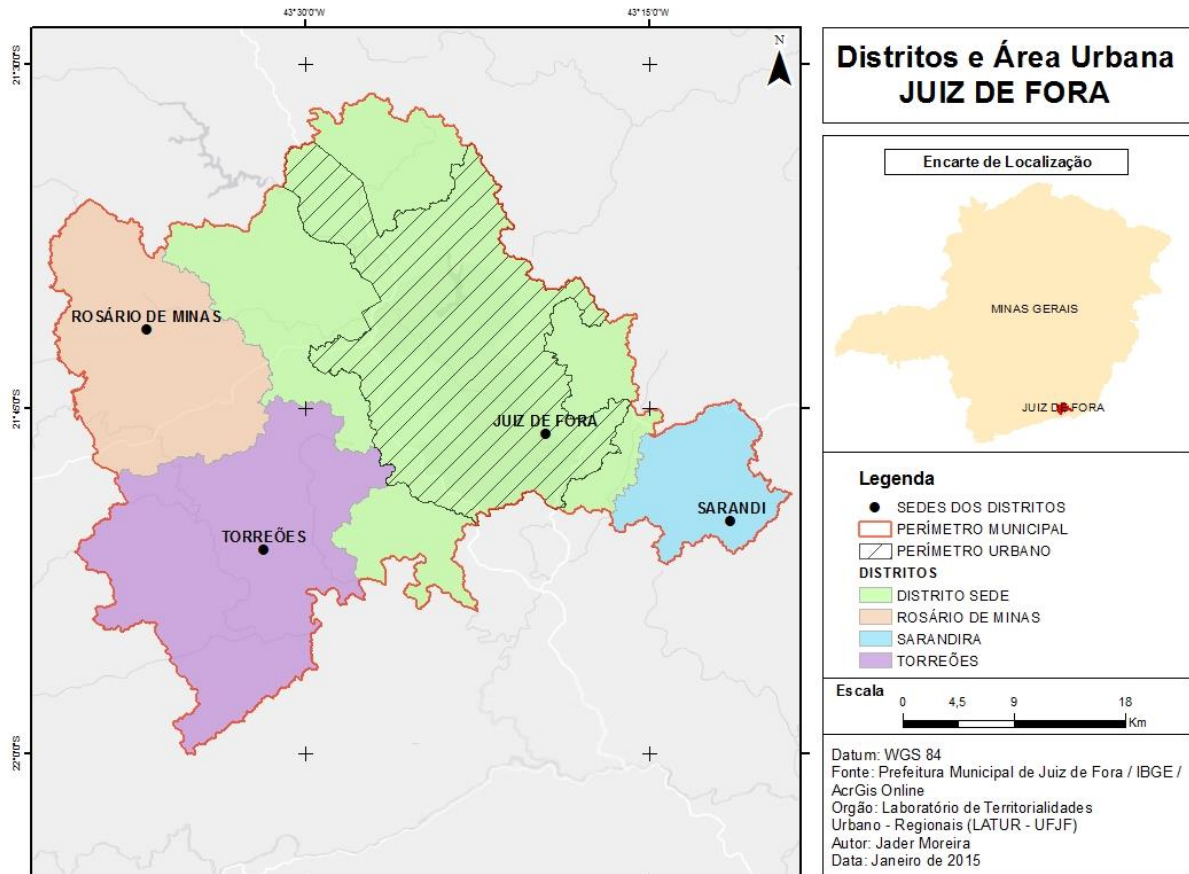 43°30'0"W
43°15'0"W
21°30'0"S
N
ROSÁRIO DE MINAS
21°45'0"S
JUIZ DE FORA
SARANDI
TORREÕES
22°0'0"S
Distritos e Área Urbana
JUIZ DE FORA
Encarte de Localização
MINAS GERAIS
JUIZ DE FORA
Legenda
SEDES DOS DISTRITOS
PERÍMETRO MUNICIPAL
PERÍMETRO URBANO
DISTRITOS
DISTRITO SEDE
ROSÁRIO DE MINAS
SARANDIRA
TORREÕES
Escala
0 4,5 9 18
Km
Datum: WGS 84
Fonte: Prefeitura Municipal de Juiz de Fora / IBGE /
AcrGis Online
Orgão: Laboratório de Territorialidades
Urbano - Regionais (LATUR - UFJF)
Autor: Jader Moreira
Data: Janeiro de 2015